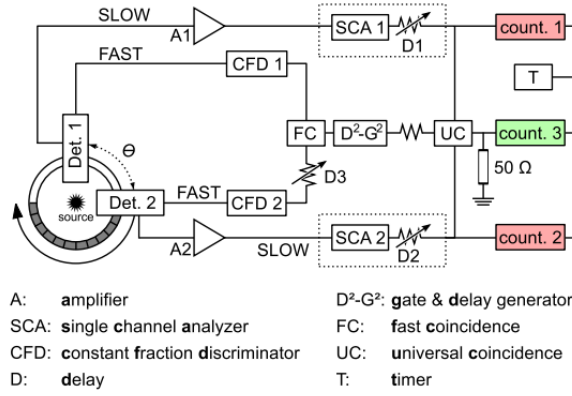 SLOW
A1
SCA 1
D1
count. 1
FAST
CFD 1
T
Det. 1
Θ
FC
D²-G²
UC
count. 3
50 Ω
D3
source
Det. 2
FAST
CFD 2
A2
SLOW
SCA 2
D2
count. 2
A: amplifier
SCA: single channel analyzer
CFD: constant fraction discriminator
D: delay
D²-G²: gate & delay generator
FC: fast coincidence
UC: universal coincidence
T: timer